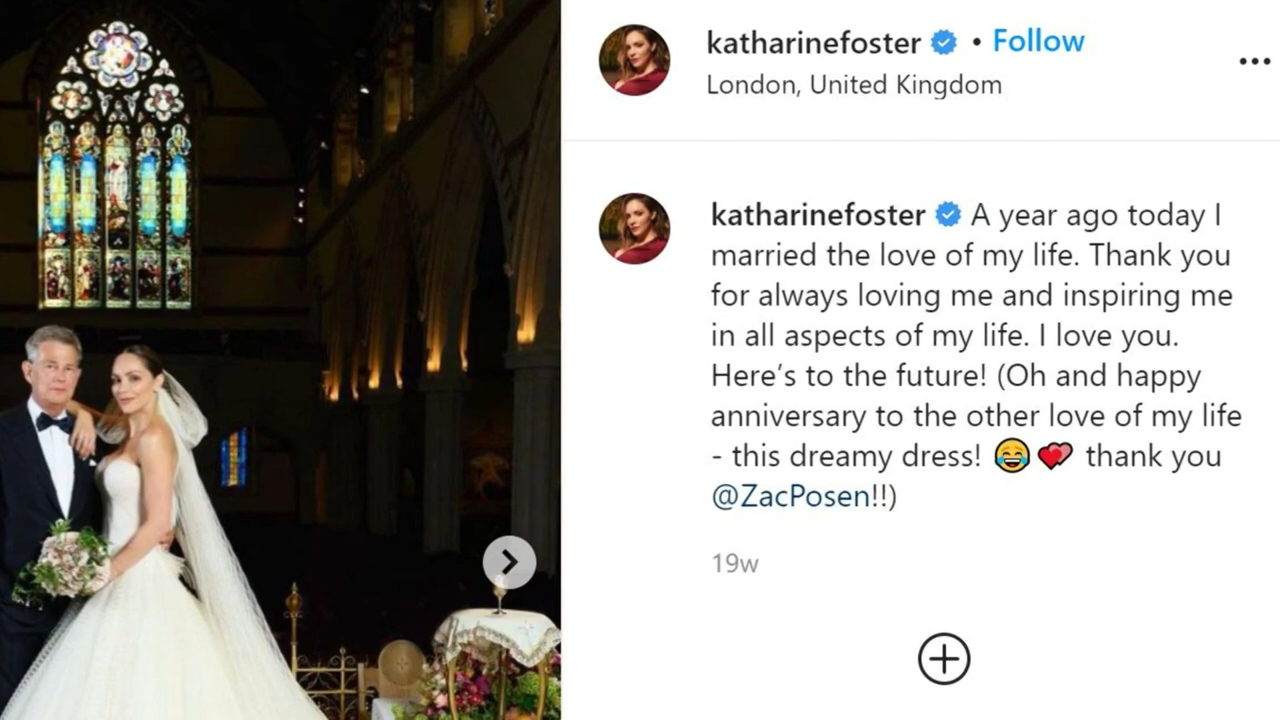 katharinefoster • Follow
London, United Kingdom
katharinefoster A year ago today I
married the love of my life. Thank you
for always loving me and inspiring me
in all aspects of my life. I love you.
Here’s to the future! (Oh and happy
anniversary to the other love of my life
- this dreamy dress! 😂💕 thank you
@ZacPosen!!)
19w